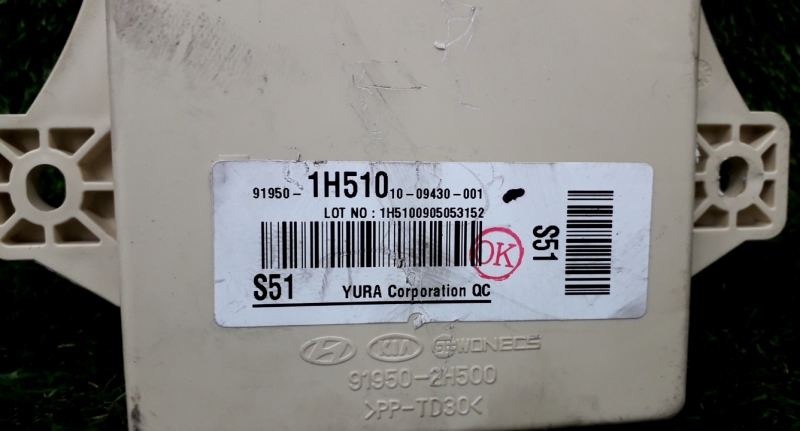 91950- 1H510 10-09430-001
LOT NO : 1H5100905053152
OK
S51
S51 YURA Corporation QC
KIA WONECS
91950-2H500
>PP-TD30<